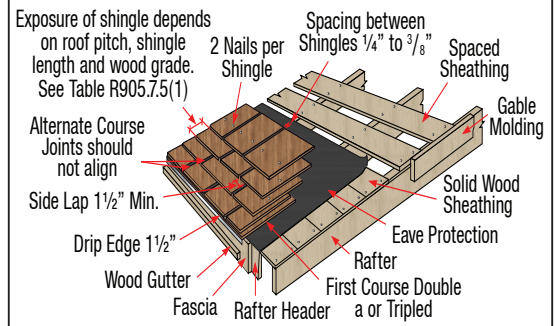 Exposure of shingle depends
on roof pitch, shingle
length and wood grade.
See Table R905.7.5(1)
2 Nails per
Shingle
Spacing between
Shingles ¼” to 3/8”
Spaced
Sheathing
Gable
Molding
Alternate Course
Joints should
not align
Side Lap 1½” Min.
Drip Edge 1½”
Wood Gutter
Fascia
Rafter Header
First Course Double
a or Tripled
Rafter
Eave Protection
Solid Wood
Sheathing